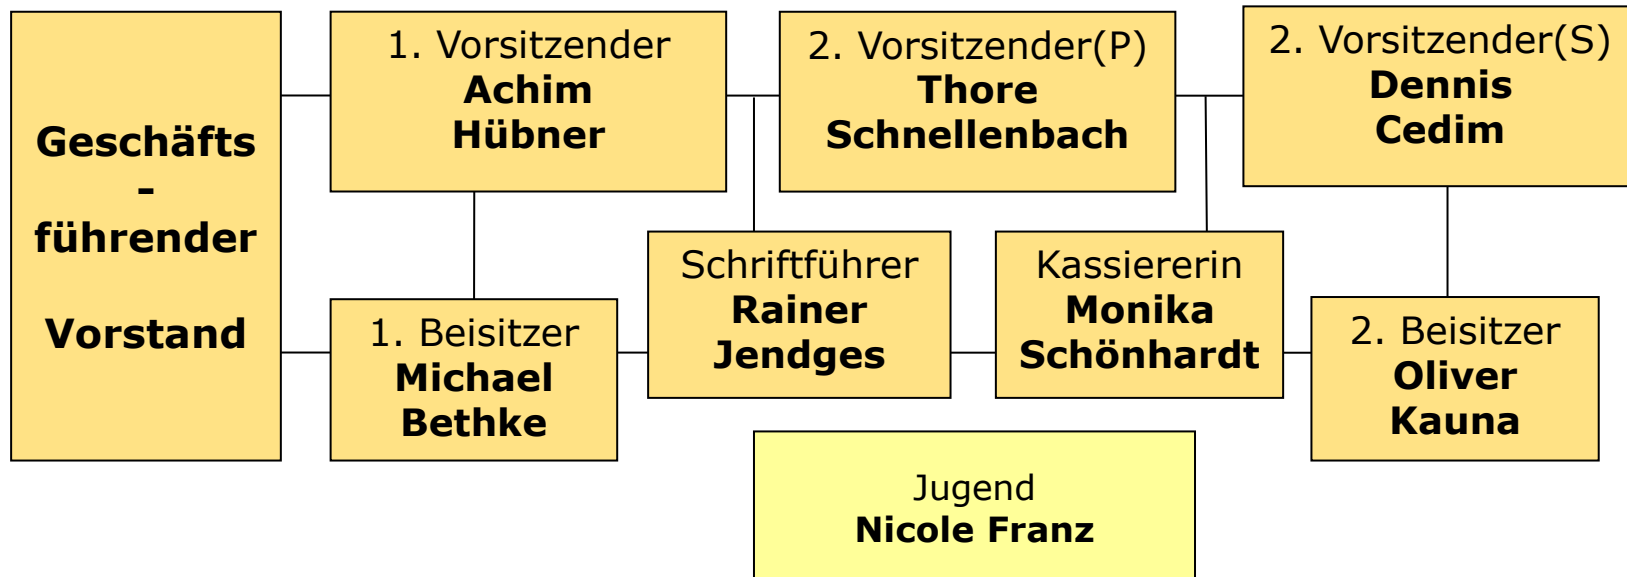 Geschäfts
-
führender
Vorstand
1. Vorsitzender
Achim
Hübner
2. Vorsitzender(P)
Thore
Schnellenbach
2. Vorsitzender(S)
Dennis
Cedim
1. Beisitzer
Michael
Bethke
Schriftführer
Rainer
Jendges
Kassiererin
Monika
Schönhardt
2. Beisitzer
Oliver
Kauna
Jugend
Nicole Franz